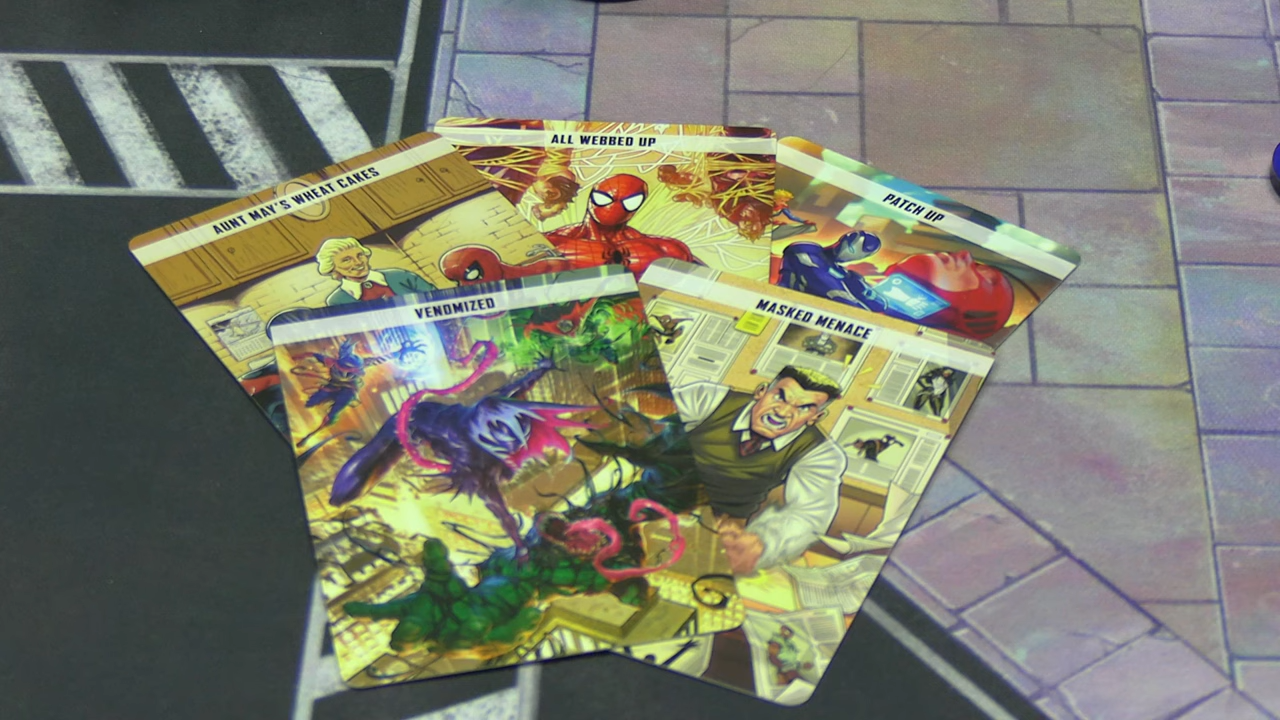 ALL WEBBED UP
AUNT MAY'S WHEAT CAKES
PATCH UP
VENOMIZED
MASKED MENACE